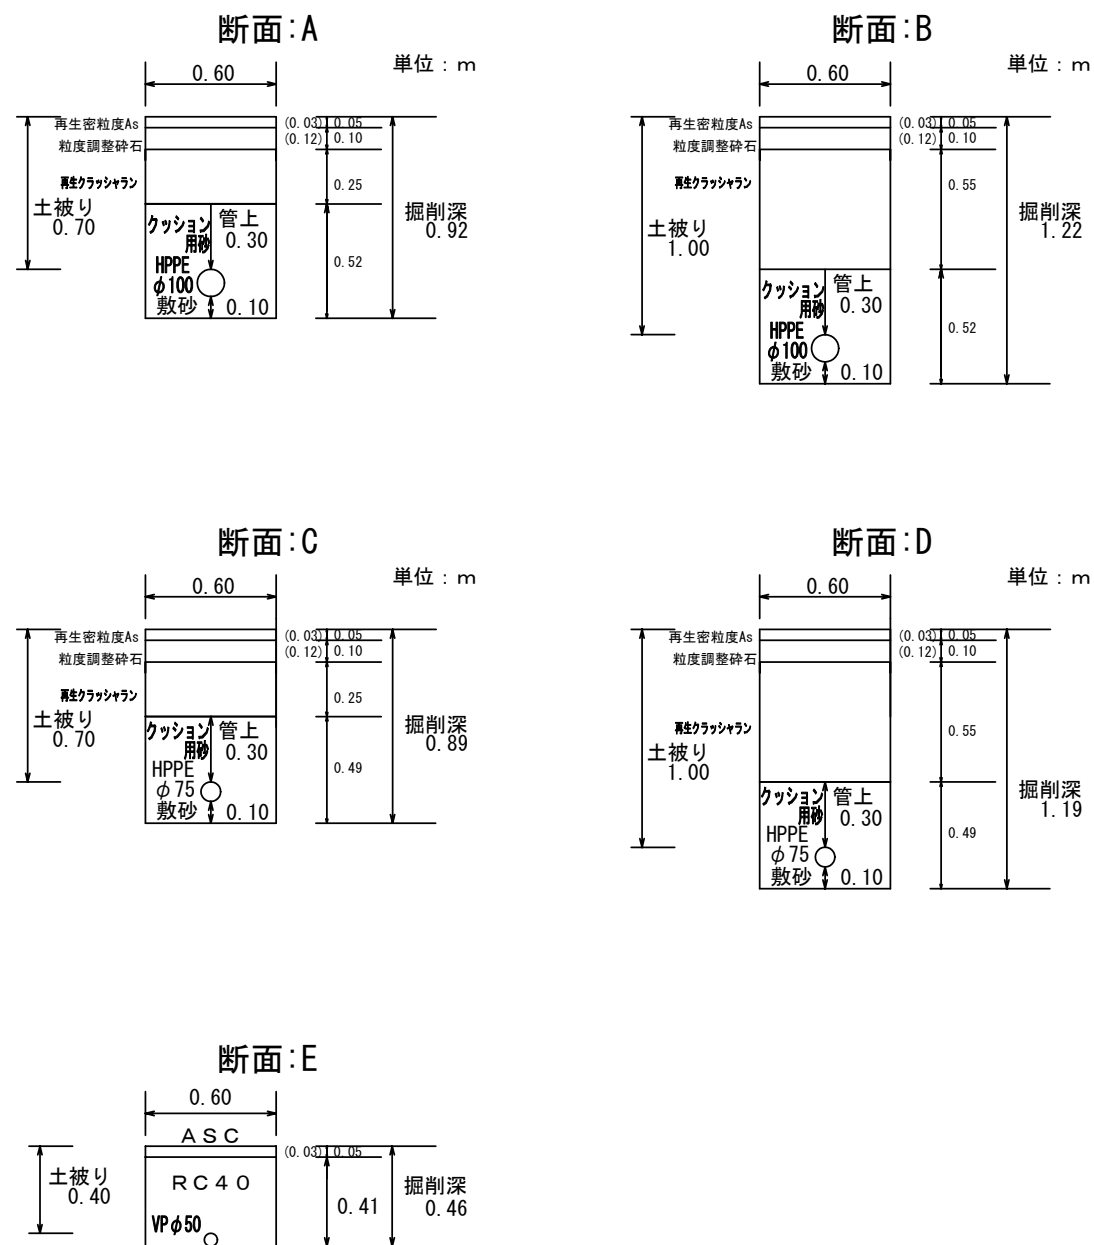 断面:A
単位：m
0.60
再生密粒度As
(0.03) 0.05
粒度調整砕石
(0.12) 0.10
再生クラッシャラン
0.25
土被り
0.70
クッション
用砂
管上
0.30
掘削深
0.92
HPPE
φ100
0.52
敷砂 0.10
断面:B
単位：m
0.60
再生密粒度As
(0.03) 0.05
粒度調整砕石
(0.12) 0.10
再生クラッシャラン
0.55
土被り
1.00
掘削深
1.22
クッション
用砂
管上
0.30
HPPE
φ100
0.52
敷砂 0.10
断面:C
単位：m
0.60
再生密粒度As
(0.03) 0.05
粒度調整砕石
(0.12) 0.10
再生クラッシャラン
0.25
土被り
0.70
クッション
用砂
管上
0.30
掘削深
0.89
HPPE
φ75
0.49
敷砂 0.10
断面:D
単位：m
0.60
再生密粒度As
(0.03) 0.05
粒度調整砕石
(0.12) 0.10
再生クラッシャラン
0.55
土被り
1.00
掘削深
1.19
クッション
用砂
管上
0.30
HPPE
φ75
0.49
敷砂 0.10
断面:E
0.60
ASC
(0.03) 0.05
土被り
0.40
RC40
0.41
掘削深
0.46
VPφ50